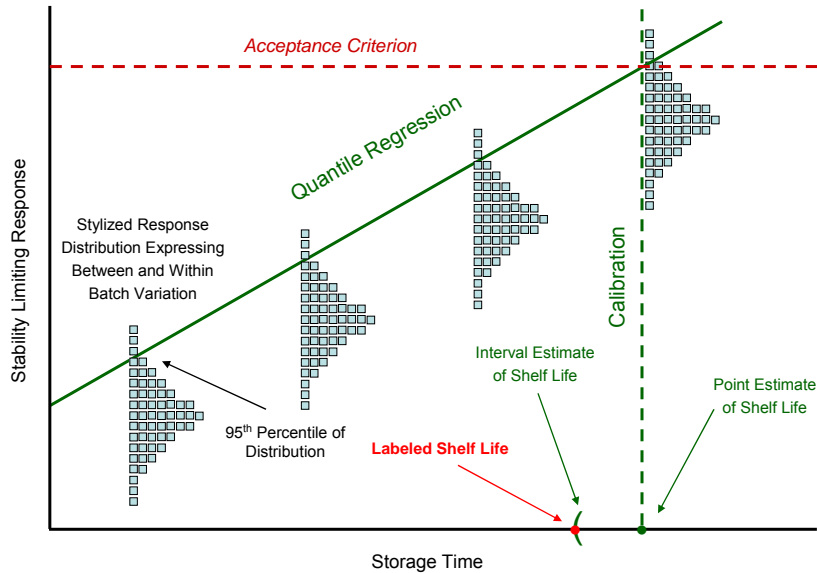 Acceptance Criterion
Quantile Regression
Stylized Response
Distribution Expressing
Between and Within
Batch Variation
Stability Limiting Response
Calibration
Interval Estimate
of Shelf Life
Point Estimate
of Shelf Life
95th Percentile of
Distribution
Labeled Shelf Life
Storage Time